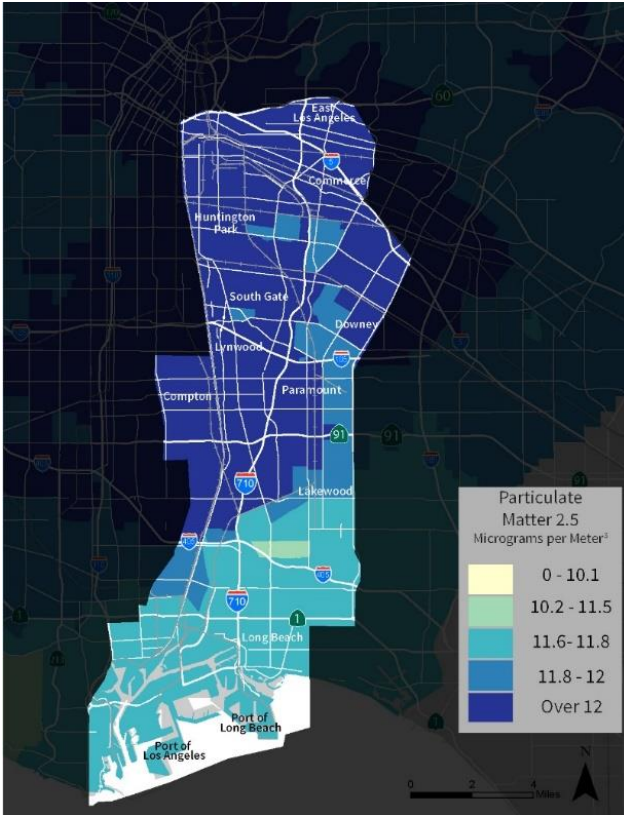 60
East
Los Angeles
5
Commerce
Huntington
Park
South Gate
Downey
Lynwood
105
Compton
Paramount
91
91
710
Lakewood
91
Particulate
Matter 2.5
Micrograms per Meter³
0 - 10.1
10.2 - 11.5
11.6- 11.8
11.8 - 12
Over 12
405
405
710
1
1
Long Beach
Port of
Long Beach
Port of
Los Angeles
N
0 2 4
Miles